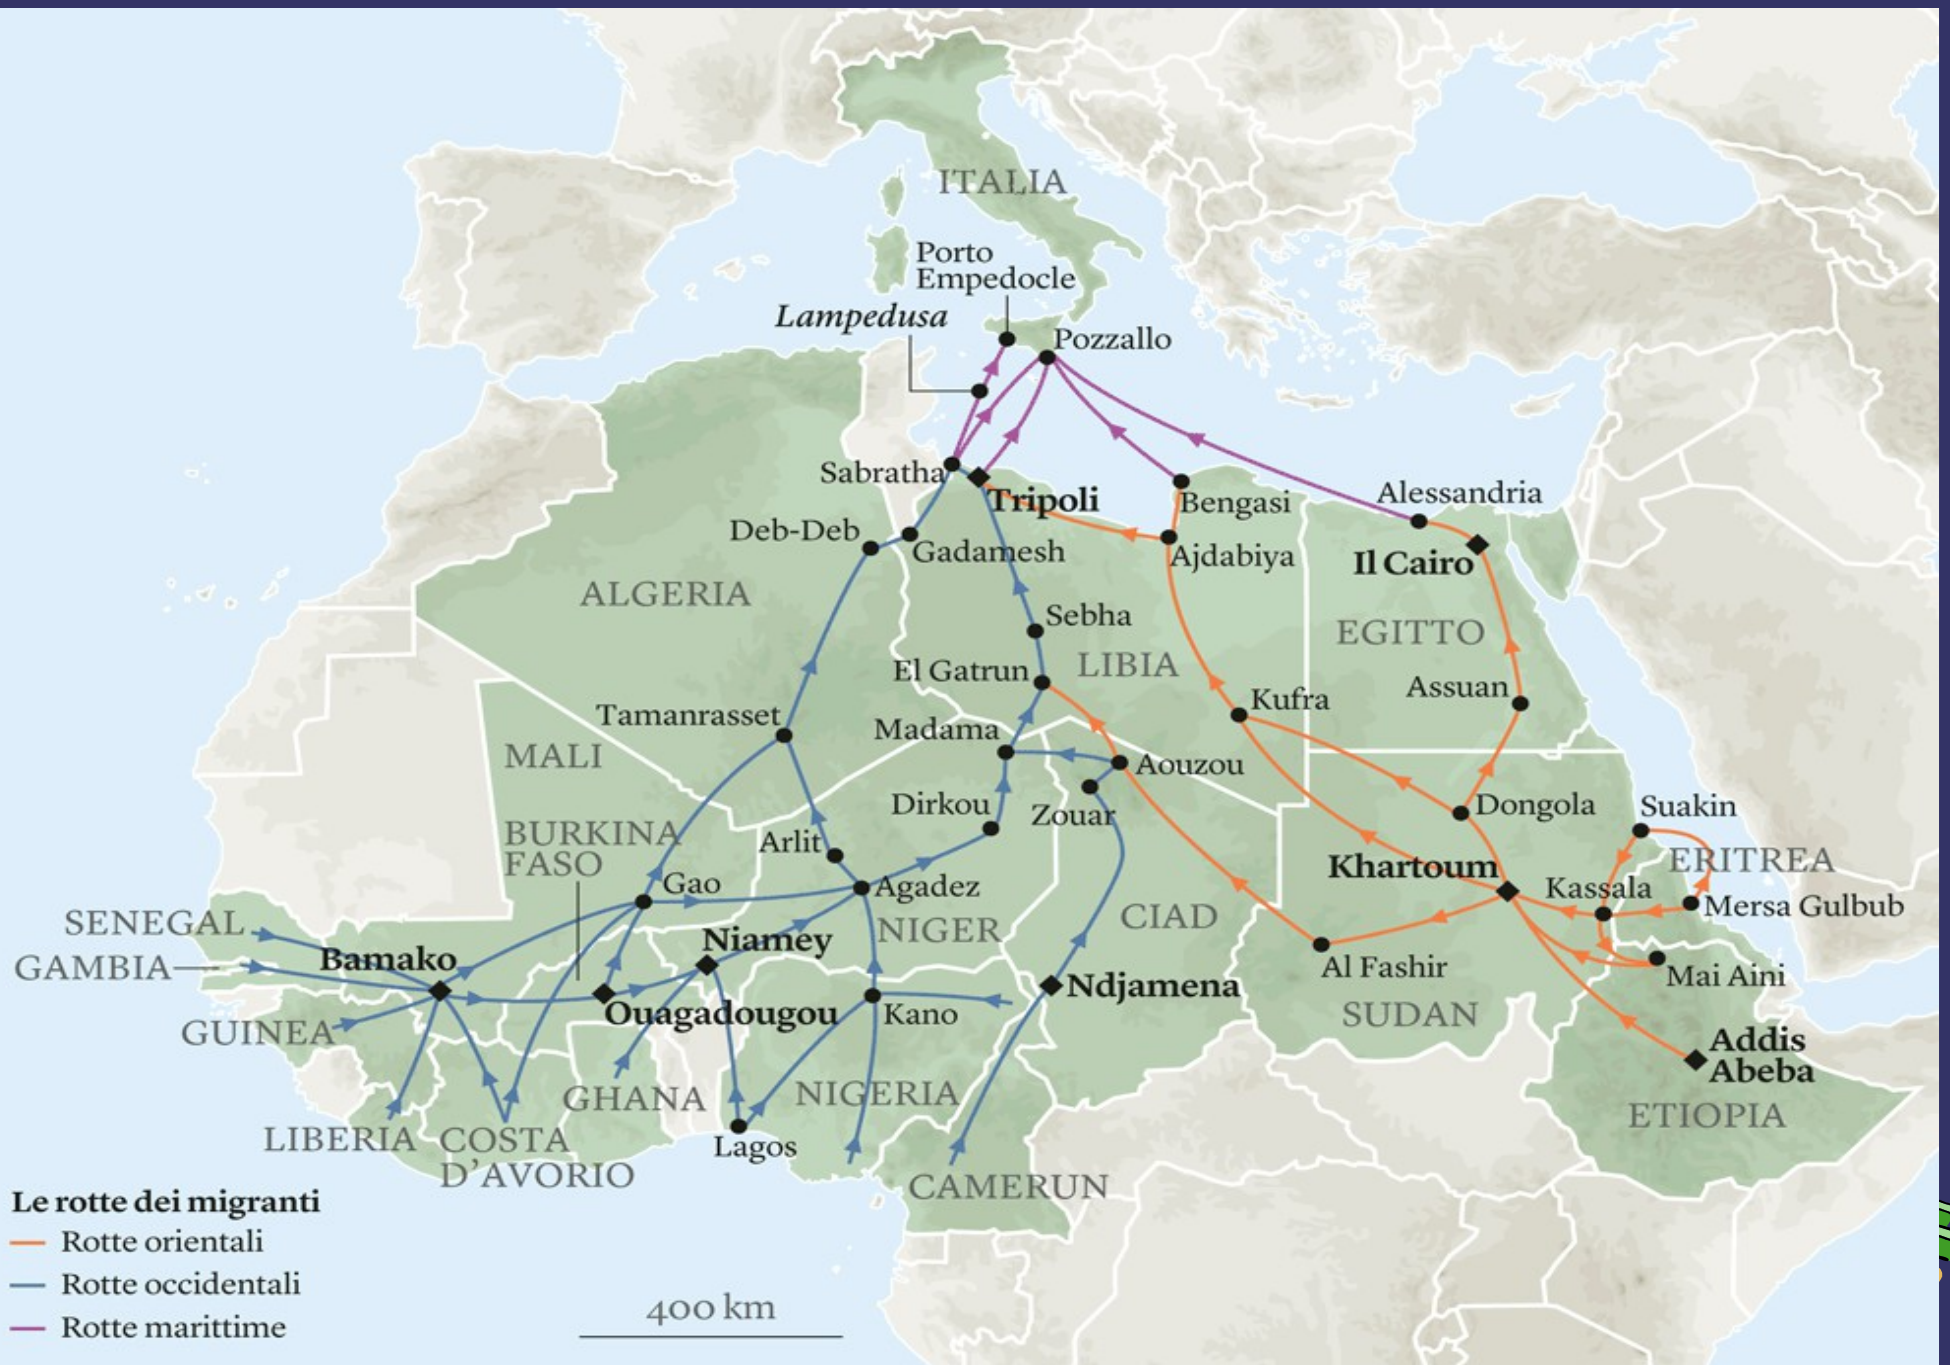 ITALIA
Porto
Empedocle
Lampedusa
Pozzallo
Sabratha
Tripoli
Bengasi
Alessandria
Deb-Deb
Gadamesh
Ajdabiya
Il Cairo
ALGERIA
Sebha
EGITTO
El Gatrun
LIBIA
Assuan
Kufra
Tamanrasset
Madama
MALI
Aouzou
Dirkou
Zouar
Dongola
Suakin
BURKINA
FASO
Arlit
Khartoum
ERITREA
Gao
Agadez
Kassala
Mersa Gulbub
SENEGAL
CIAD
NIGER
Niamey
Bamako
GAMBIA
Al Fashir
Mai Aini
Ndjamena
Ouagadougou
Kano
SUDAN
GUINEA
Addis
Abeba
GHANA
NIGERIA
ETIOPIA
LIBERIA
COSTA
D'AVORIO
Lagos
CAMERUN
Le rotte dei migranti
Rotte orientali
Rotte occidentali
Rotte marittime
400 km